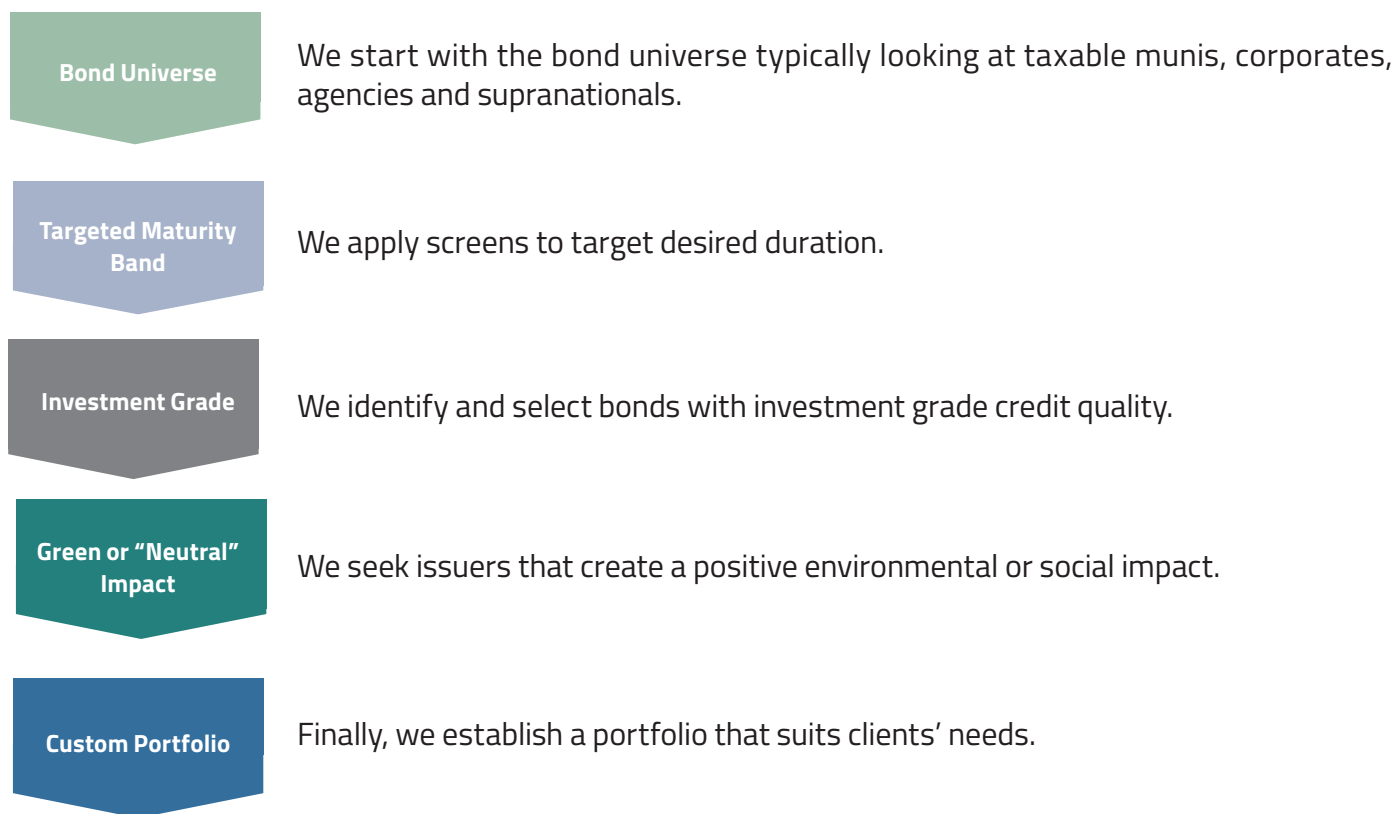 Bond Universe
We start with the bond universe typically looking at taxable munis, corporates,
agencies and supranationals.
Targeted Maturity
Band
We apply screens to target desired duration.
Investment Grade
We identify and select bonds with investment grade credit quality.
Green or “Neutral”
Impact
We seek issuers that create a positive environmental or social impact.
Custom Portfolio
Finally, we establish a portfolio that suits clients’ needs.